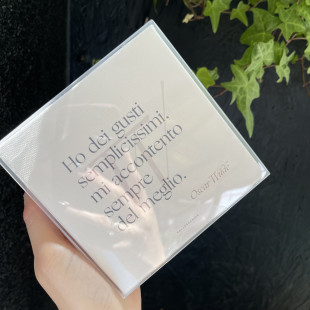 Ho dei gusti
semplicissimi,
mi accontento
sempre
del meglio.
Oscar Wilde